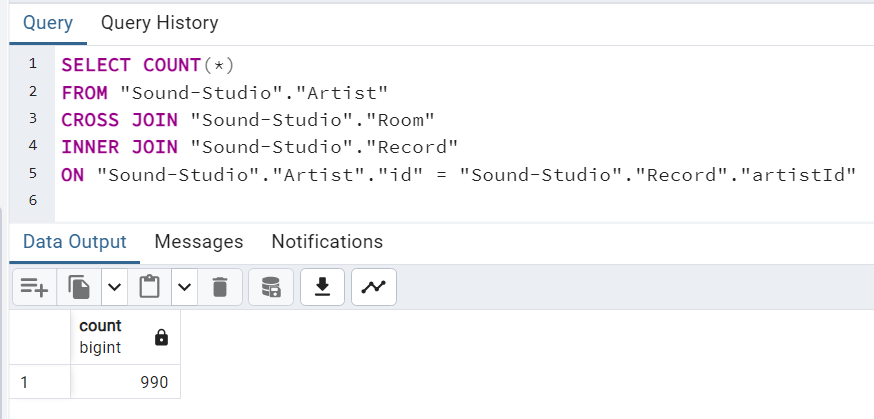 Query Query History
1 SELECT COUNT(*)
2 FROM "Sound-Studio"."Artist"
3 CROSS JOIN "Sound-Studio"."Room"
4 INNER JOIN "Sound-Studio"."Record"
5 ON "Sound-Studio"."Artist"."id" = "Sound-Studio"."Record"."artistId"
6
Data Output Messages Notifications
count
bigint
1 990